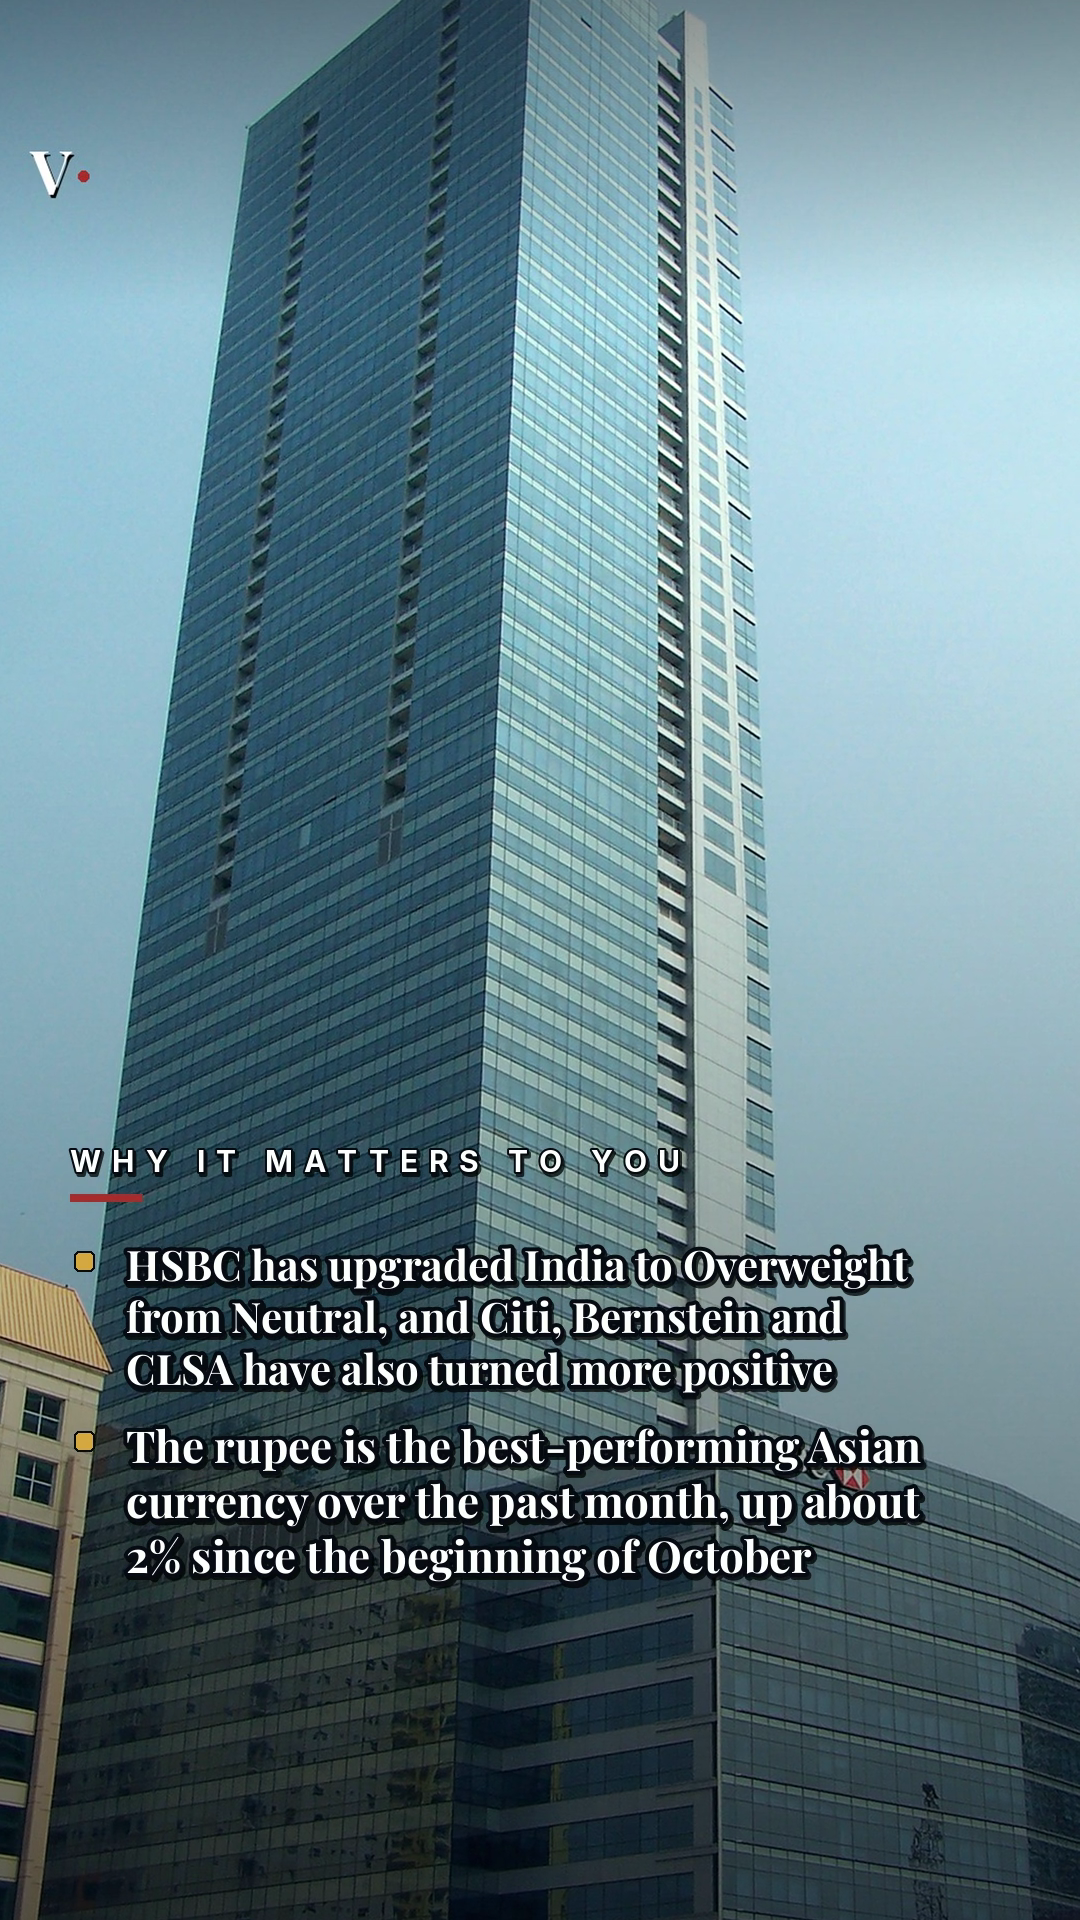 V
WHY IT MATTERS TO YOU
HSBC has upgraded India to Overweight
from Neutral, and Citi, Bernstein and
CLSA have also turned more positive
The rupee is the best-performing Asian
currency over the past month, up about
2% since the beginning of October